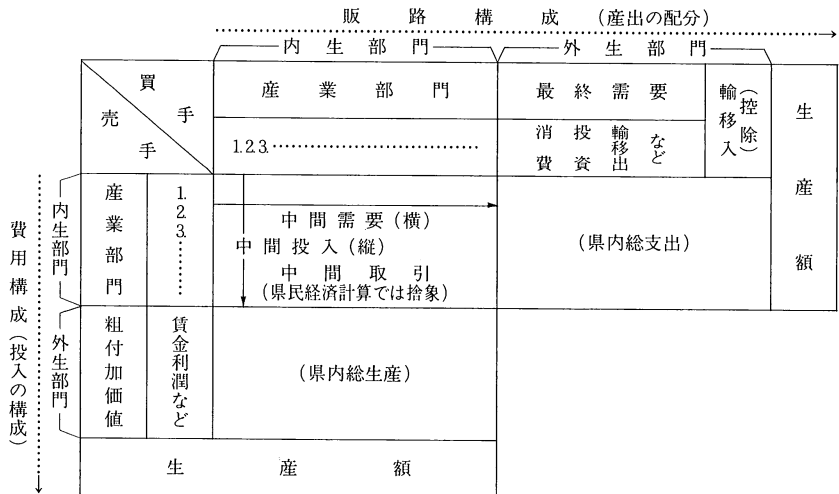 販路構成(産出の配分)
内生部門
外生部門
買手
売手
産業部門
最終需要
輸移入
(控除)
生産額
1.2.3.
消費
投資
輸移出
など
費用構成(投入の構成)
内生部門
産業部門
1.
2.
3.
中間需要(横)
中間投入(縦)
中間取引
(県民経済計算では捨象)
(県内総支出)
外生部門
粗付加価値
賃金利潤など
(県内総生産)
生産額